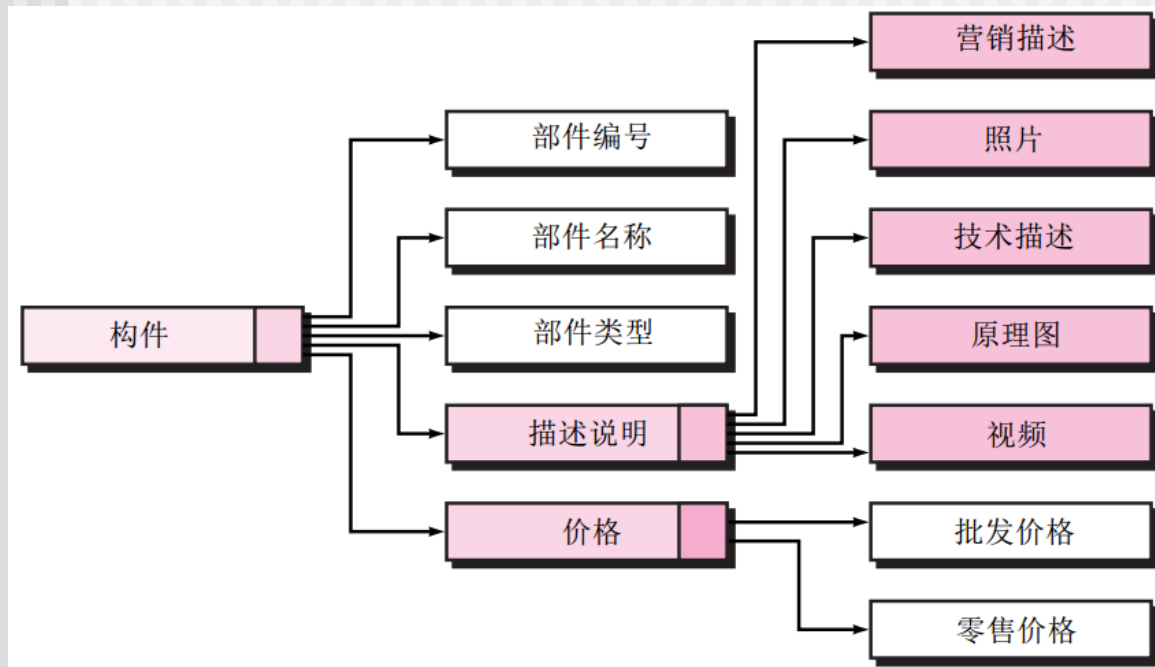 构件
部件编号
部件名称
部件类型
描述说明
价格
营销描述
照片
技术描述
原理图
视频
批发价格
零售价格